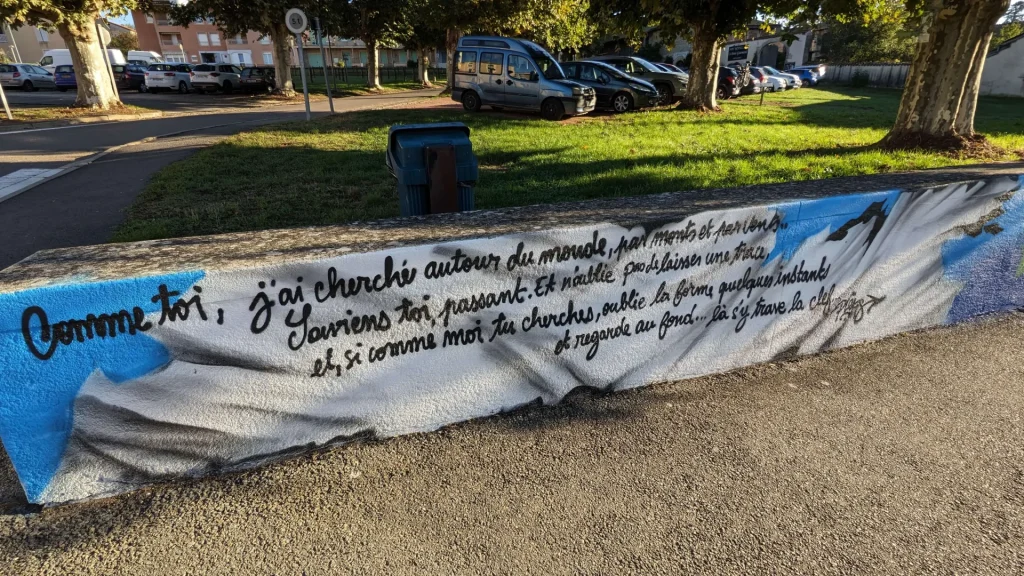 Comme toi, j'ai cherché autour du monde, par monts et par vents..
Souviens toi, passant. Et n'oublie pas de laisser une trace,
et, si comme moi tu cherches, oublie la forme quelques instants
et regarde au fond... là s'y trouve la clef